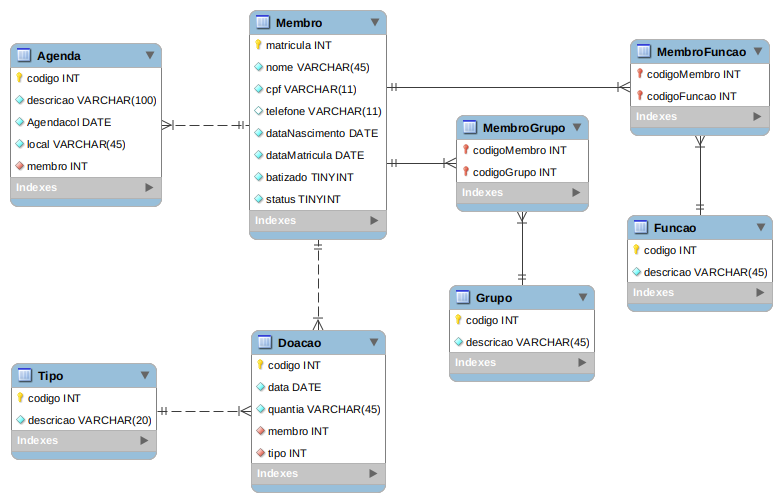 Agenda
codigo INT
descricao VARCHAR(100)
Agendacol DATE
local VARCHAR(45)
membro INT
Indexes
Membro
matricula INT
nome VARCHAR(45)
cpf VARCHAR(11)
telefone VARCHAR(11)
dataNascimento DATE
dataMatricula DATE
batizado TINYINT
status TINYINT
Indexes
MembroFuncao
codigoMembro INT
codigoFuncao INT
Indexes
MembroGrupo
codigoMembro INT
codigoGrupo INT
Indexes
Funcao
codigo INT
descricao VARCHAR(45)
Indexes
Grupo
codigo INT
descricao VARCHAR(45)
Indexes
Doacao
codigo INT
data DATE
quantia VARCHAR(45)
membro INT
tipo INT
Indexes
Tipo
codigo INT
descricao VARCHAR(20)
Indexes